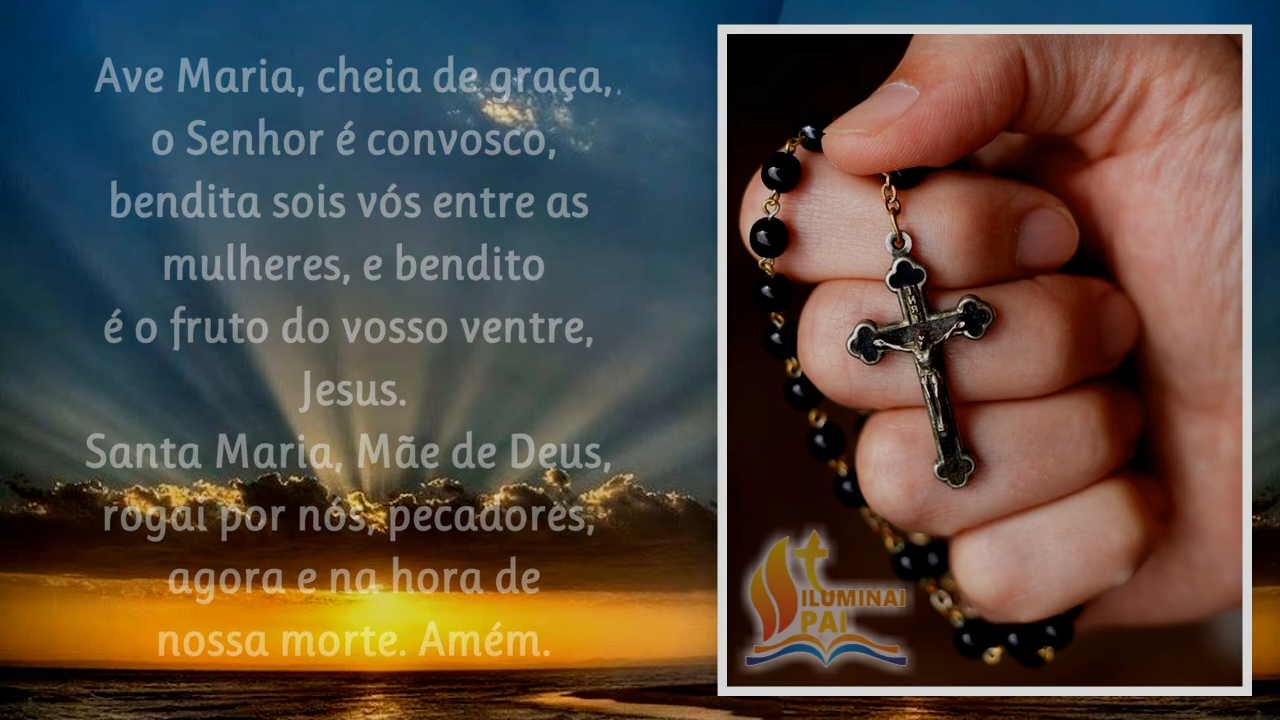 Ave Maria, cheia de graça,
o Senhor é convosco,
bendita sois vós entre as
mulheres, e bendito
é o fruto do vosso ventre,
Jesus.
Santa Maria, Mãe de Deus,
rogai por nós, pecadores,
agora e na hora de
nossa morte. Amém.
ILUMINAI
PAI